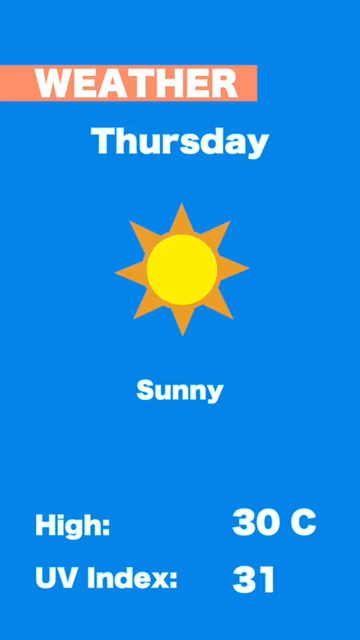 WEATHER
Thursday
Sunny
High: 30 C
UV Index: 31